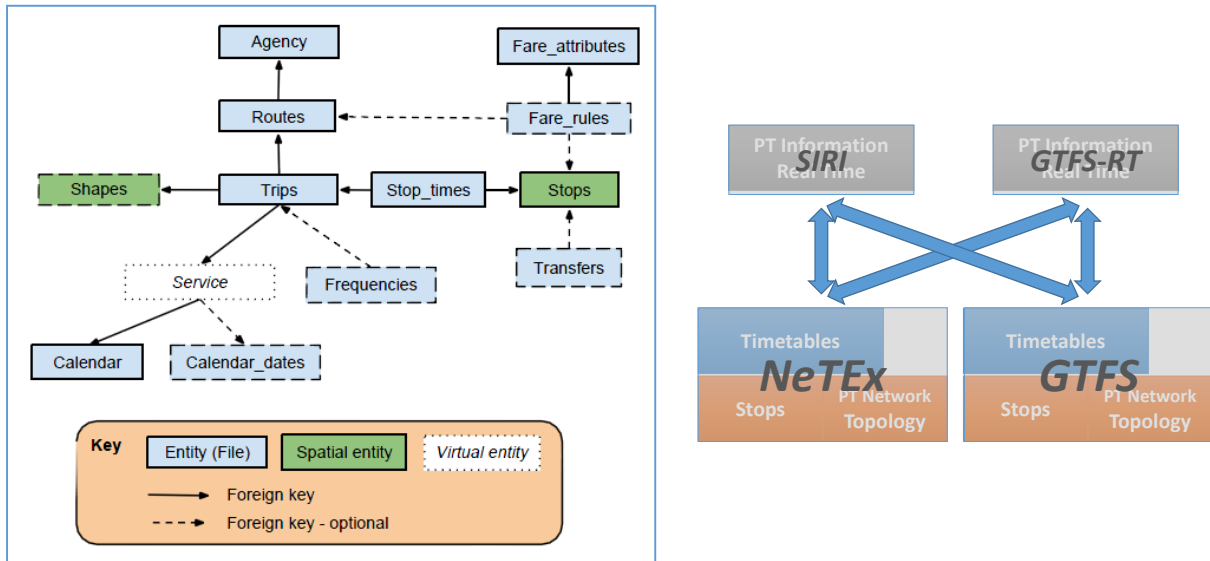 Agency
Fare_attributes
Routes
Fare_rules
Shapes
Trips
Stop_times
Stops
Service
Frequencies
Transfers
Calendar
Calendar_dates
Key
Entity (File)
Spatial entity
Virtual entity
Foreign key
Foreign key - optional
PT Information
Real Time
SIRI
PT Information
Real Time
GTFS-RT
Timetables
NeTEx
Stops
PT Network
Topology
Timetables
GTFS
Stops
PT Network
Topology